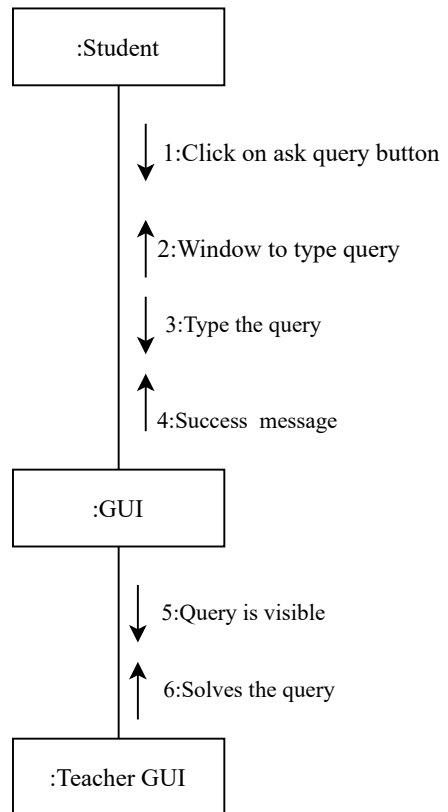 :Student
1:Click on ask query button
2:Window to type query
3:Type the query
4:Success message
:GUI
5:Query is visible
6:Solves the query
:Teacher GUI